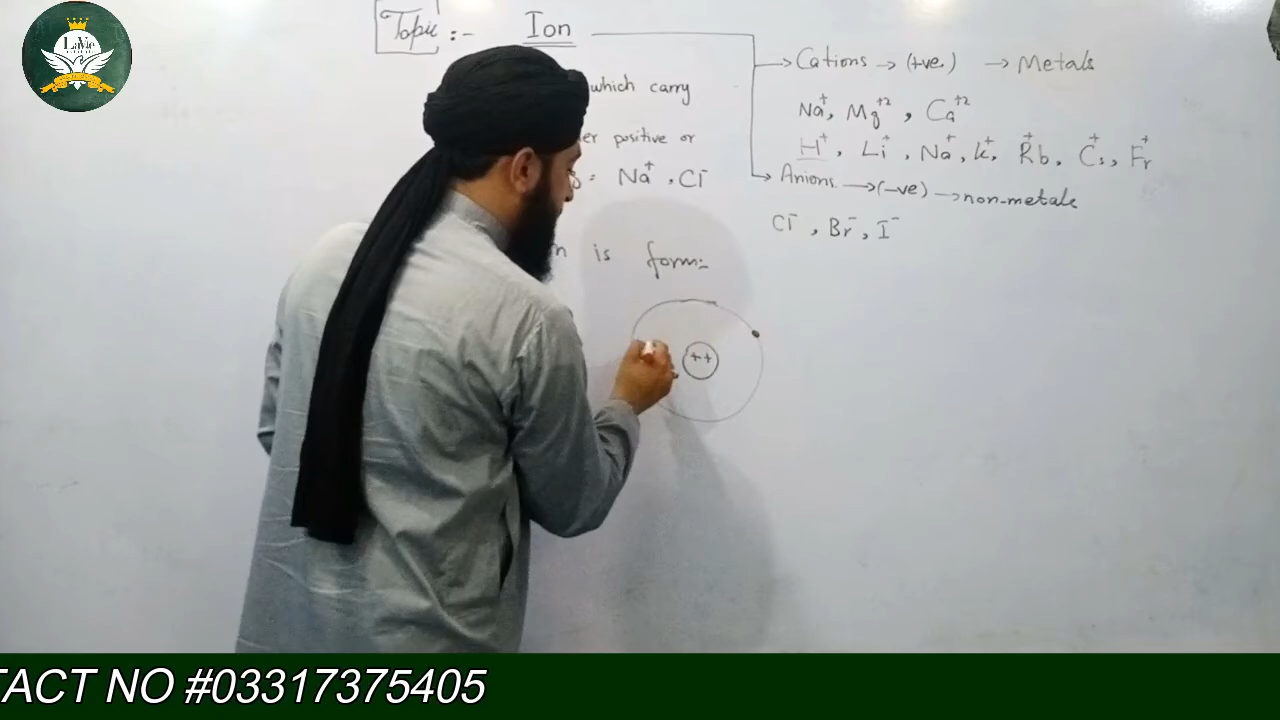 Topic :- Ion
which carry
er positive or
= Na⁺, Cl⁻
n is form:-
→ Cations → (+ve) → Metals
Na⁺, Mg⁺², Ca⁺²
H⁺, Li⁺, Na⁺, K⁺, Rb⁺, Cs⁺, Fr⁺
→ Anions → (-ve) → non-metals
Cl⁻, Br⁻, I⁻
++
TACT NO #03317375405